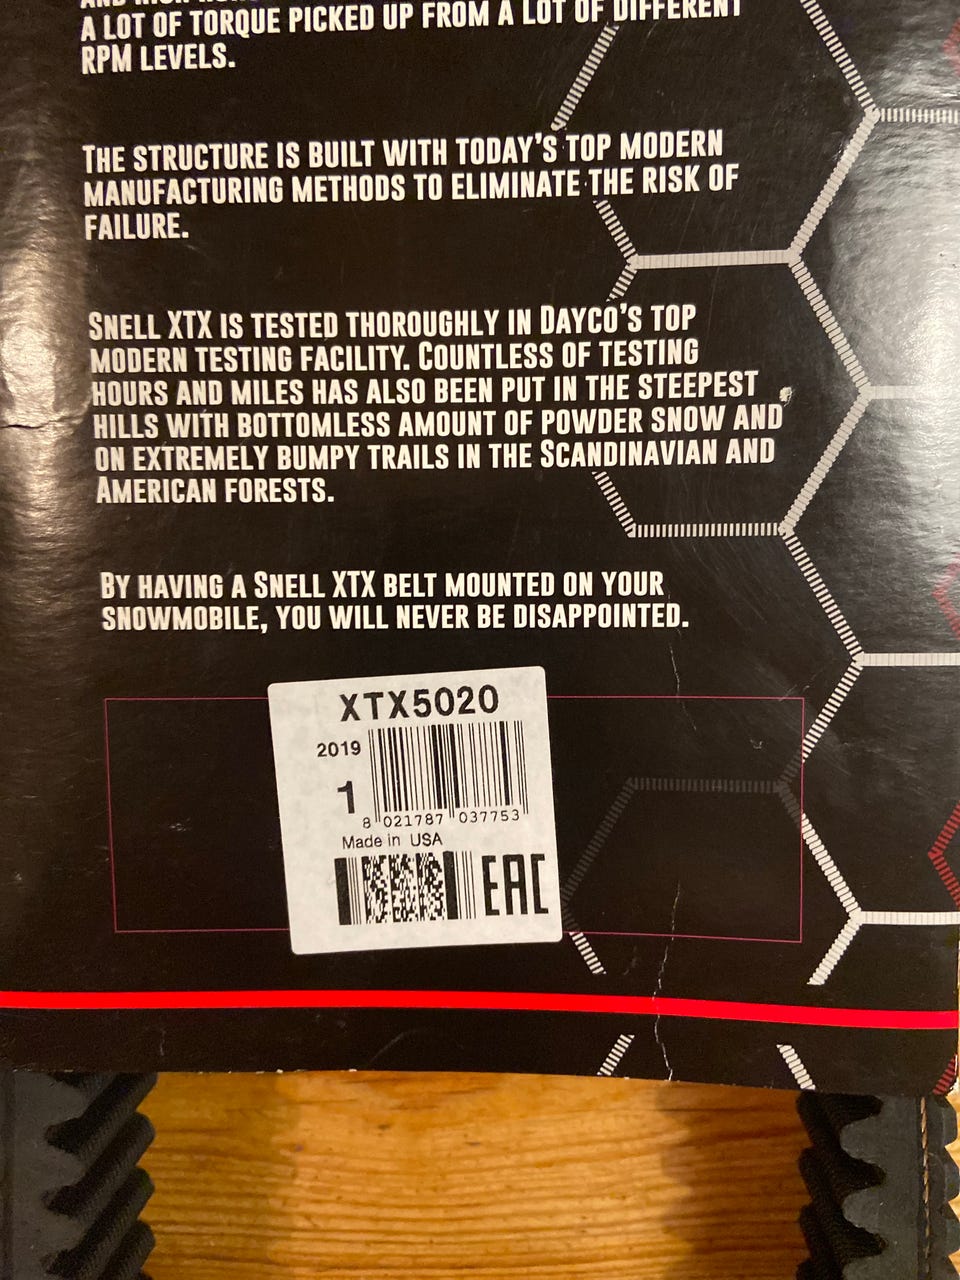 A LOT OF TORQUE PICKED UP FROM A LOT OF DIFFERENT
RPM LEVELS.
THE STRUCTURE IS BUILT WITH TODAY'S TOP MODERN
MANUFACTURING METHODS TO ELIMINATE THE RISK OF
FAILURE.
SNELL XTX IS TESTED THOROUGHLY IN DAYCO'S TOP
MODERN TESTING FACILITY. COUNTLESS OF TESTING
HOURS AND MILES HAS ALSO BEEN PUT IN THE STEEPEST
HILLS WITH BOTTOMLESS AMOUNT OF POWDER SNOW AND
ON EXTREMELY BUMPY TRAILS IN THE SCANDINAVIAN AND
AMERICAN FORESTS.
BY HAVING A SNELL XTX BELT MOUNTED ON YOUR
SNOWMOBILE, YOU WILL NEVER BE DISAPPOINTED.
XTX5020
2019
1
8 021787 037753
Made in USA
EAC